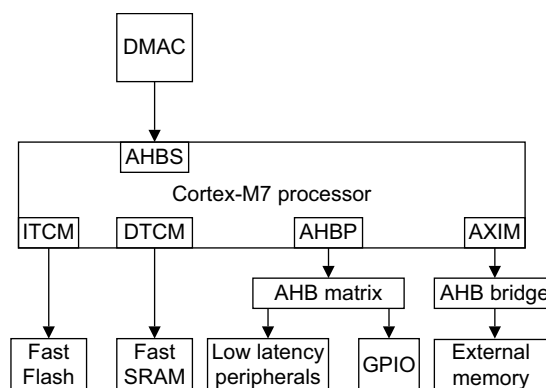 DMAC
AHBS
Cortex-M7 processor
ITCM
DTCM
AHBP
AXIM
AHB matrix
AHB bridge
Fast
Flash
Fast
SRAM
Low latency
peripherals
GPIO
External
memory